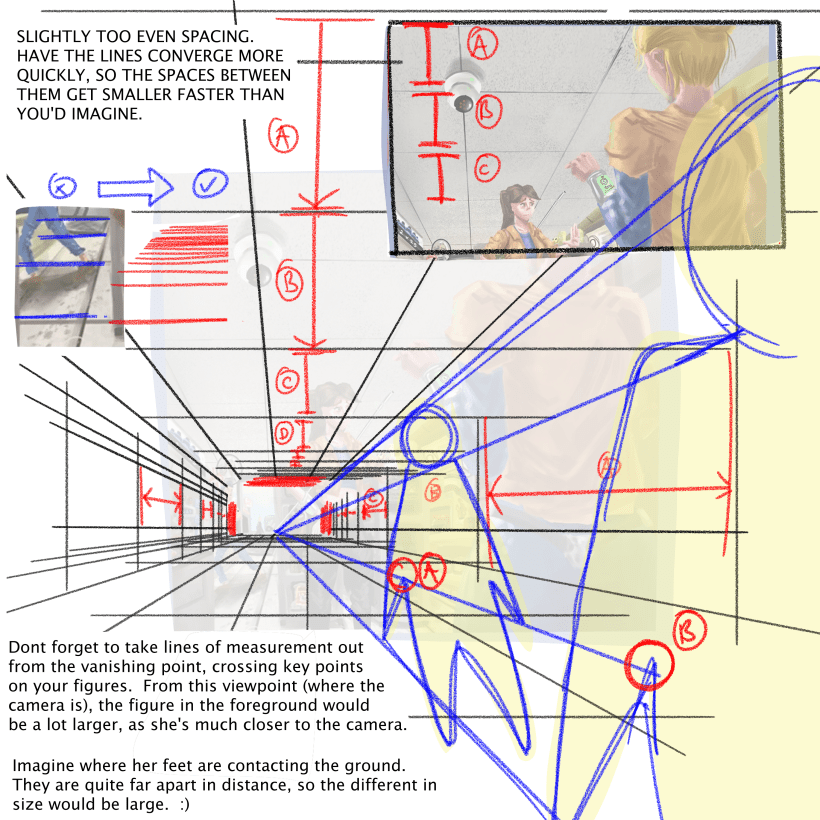 SLIGHTLY TOO EVEN SPACING.
HAVE THE LINES CONVERGE MORE
QUICKLY, SO THE SPACES BETWEEN
THEM GET SMALLER FASTER THAN
YOU'D IMAGINE.
A
B
C
A
B
C
D
C
B
A
A
B
Dont forget to take lines of measurement out
from the vanishing point, crossing key points
on your figures.  From this viewpoint (where the
camera is), the figure in the foreground would
be a lot larger, as she's much closer to the camera.
Imagine where her feet are contacting the ground.
They are quite far apart in distance, so the different in
size would be large.  :)